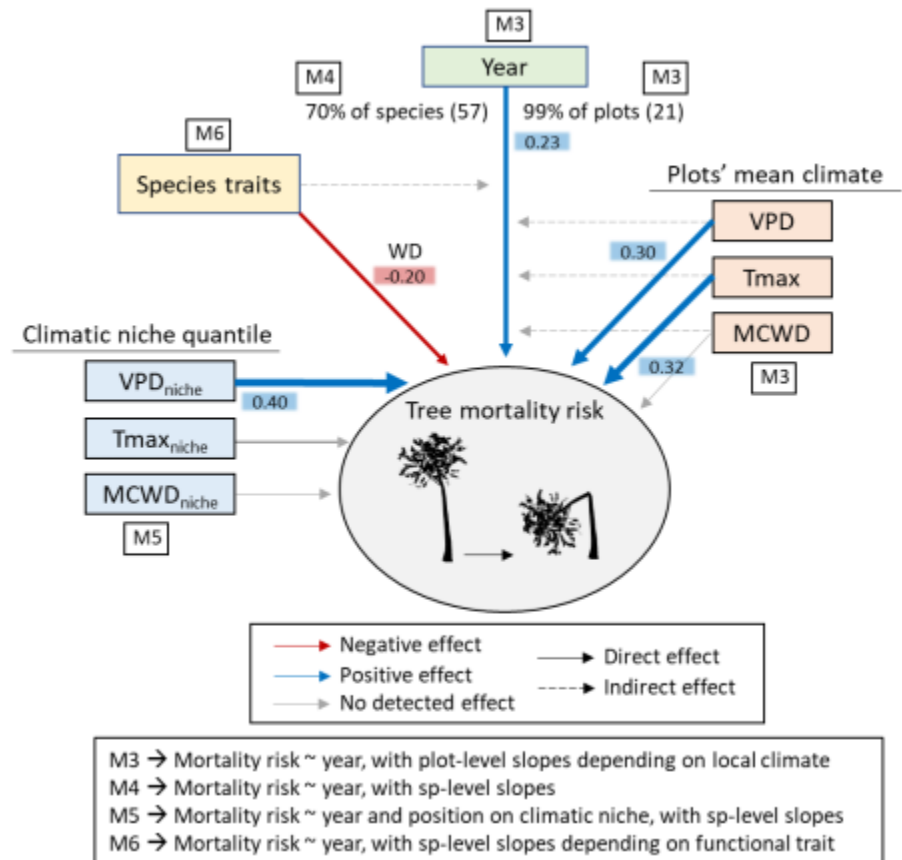 M3
Year
M4
M3
70% of species (57)
99% of plots (21)
0.23
M6
Species traits
Plots’ mean climate
VPD
0.30
WD
-0.20
Tmax
Climatic niche quantile
MCWD
0.32
M3
VPDniche
0.40
Tree mortality risk
Tmaxniche
MCWDniche
M5
Negative effect
Positive effect
No detected effect
Direct effect
Indirect effect
M3 → Mortality risk ~ year, with plot-level slopes depending on local climate
M4 → Mortality risk ~ year, with sp-level slopes
M5 → Mortality risk ~ year and position on climatic niche, with sp-level slopes
M6 → Mortality risk ~ year, with sp-level slopes depending on functional trait